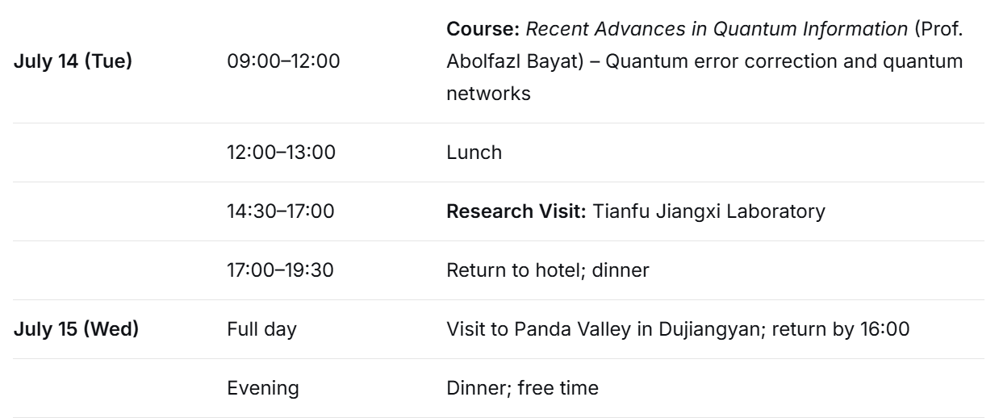 Course: Recent Advances in Quantum Information (Prof.
July 14 (Tue) 09:00–12:00 Abolfazl Bayat) – Quantum error correction and quantum
networks
12:00–13:00 Lunch
14:30–17:00 Research Visit: Tianfu Jiangxi Laboratory
17:00–19:30 Return to hotel; dinner
July 15 (Wed) Full day Visit to Panda Valley in Dujiangyan; return by 16:00
Evening Dinner; free time